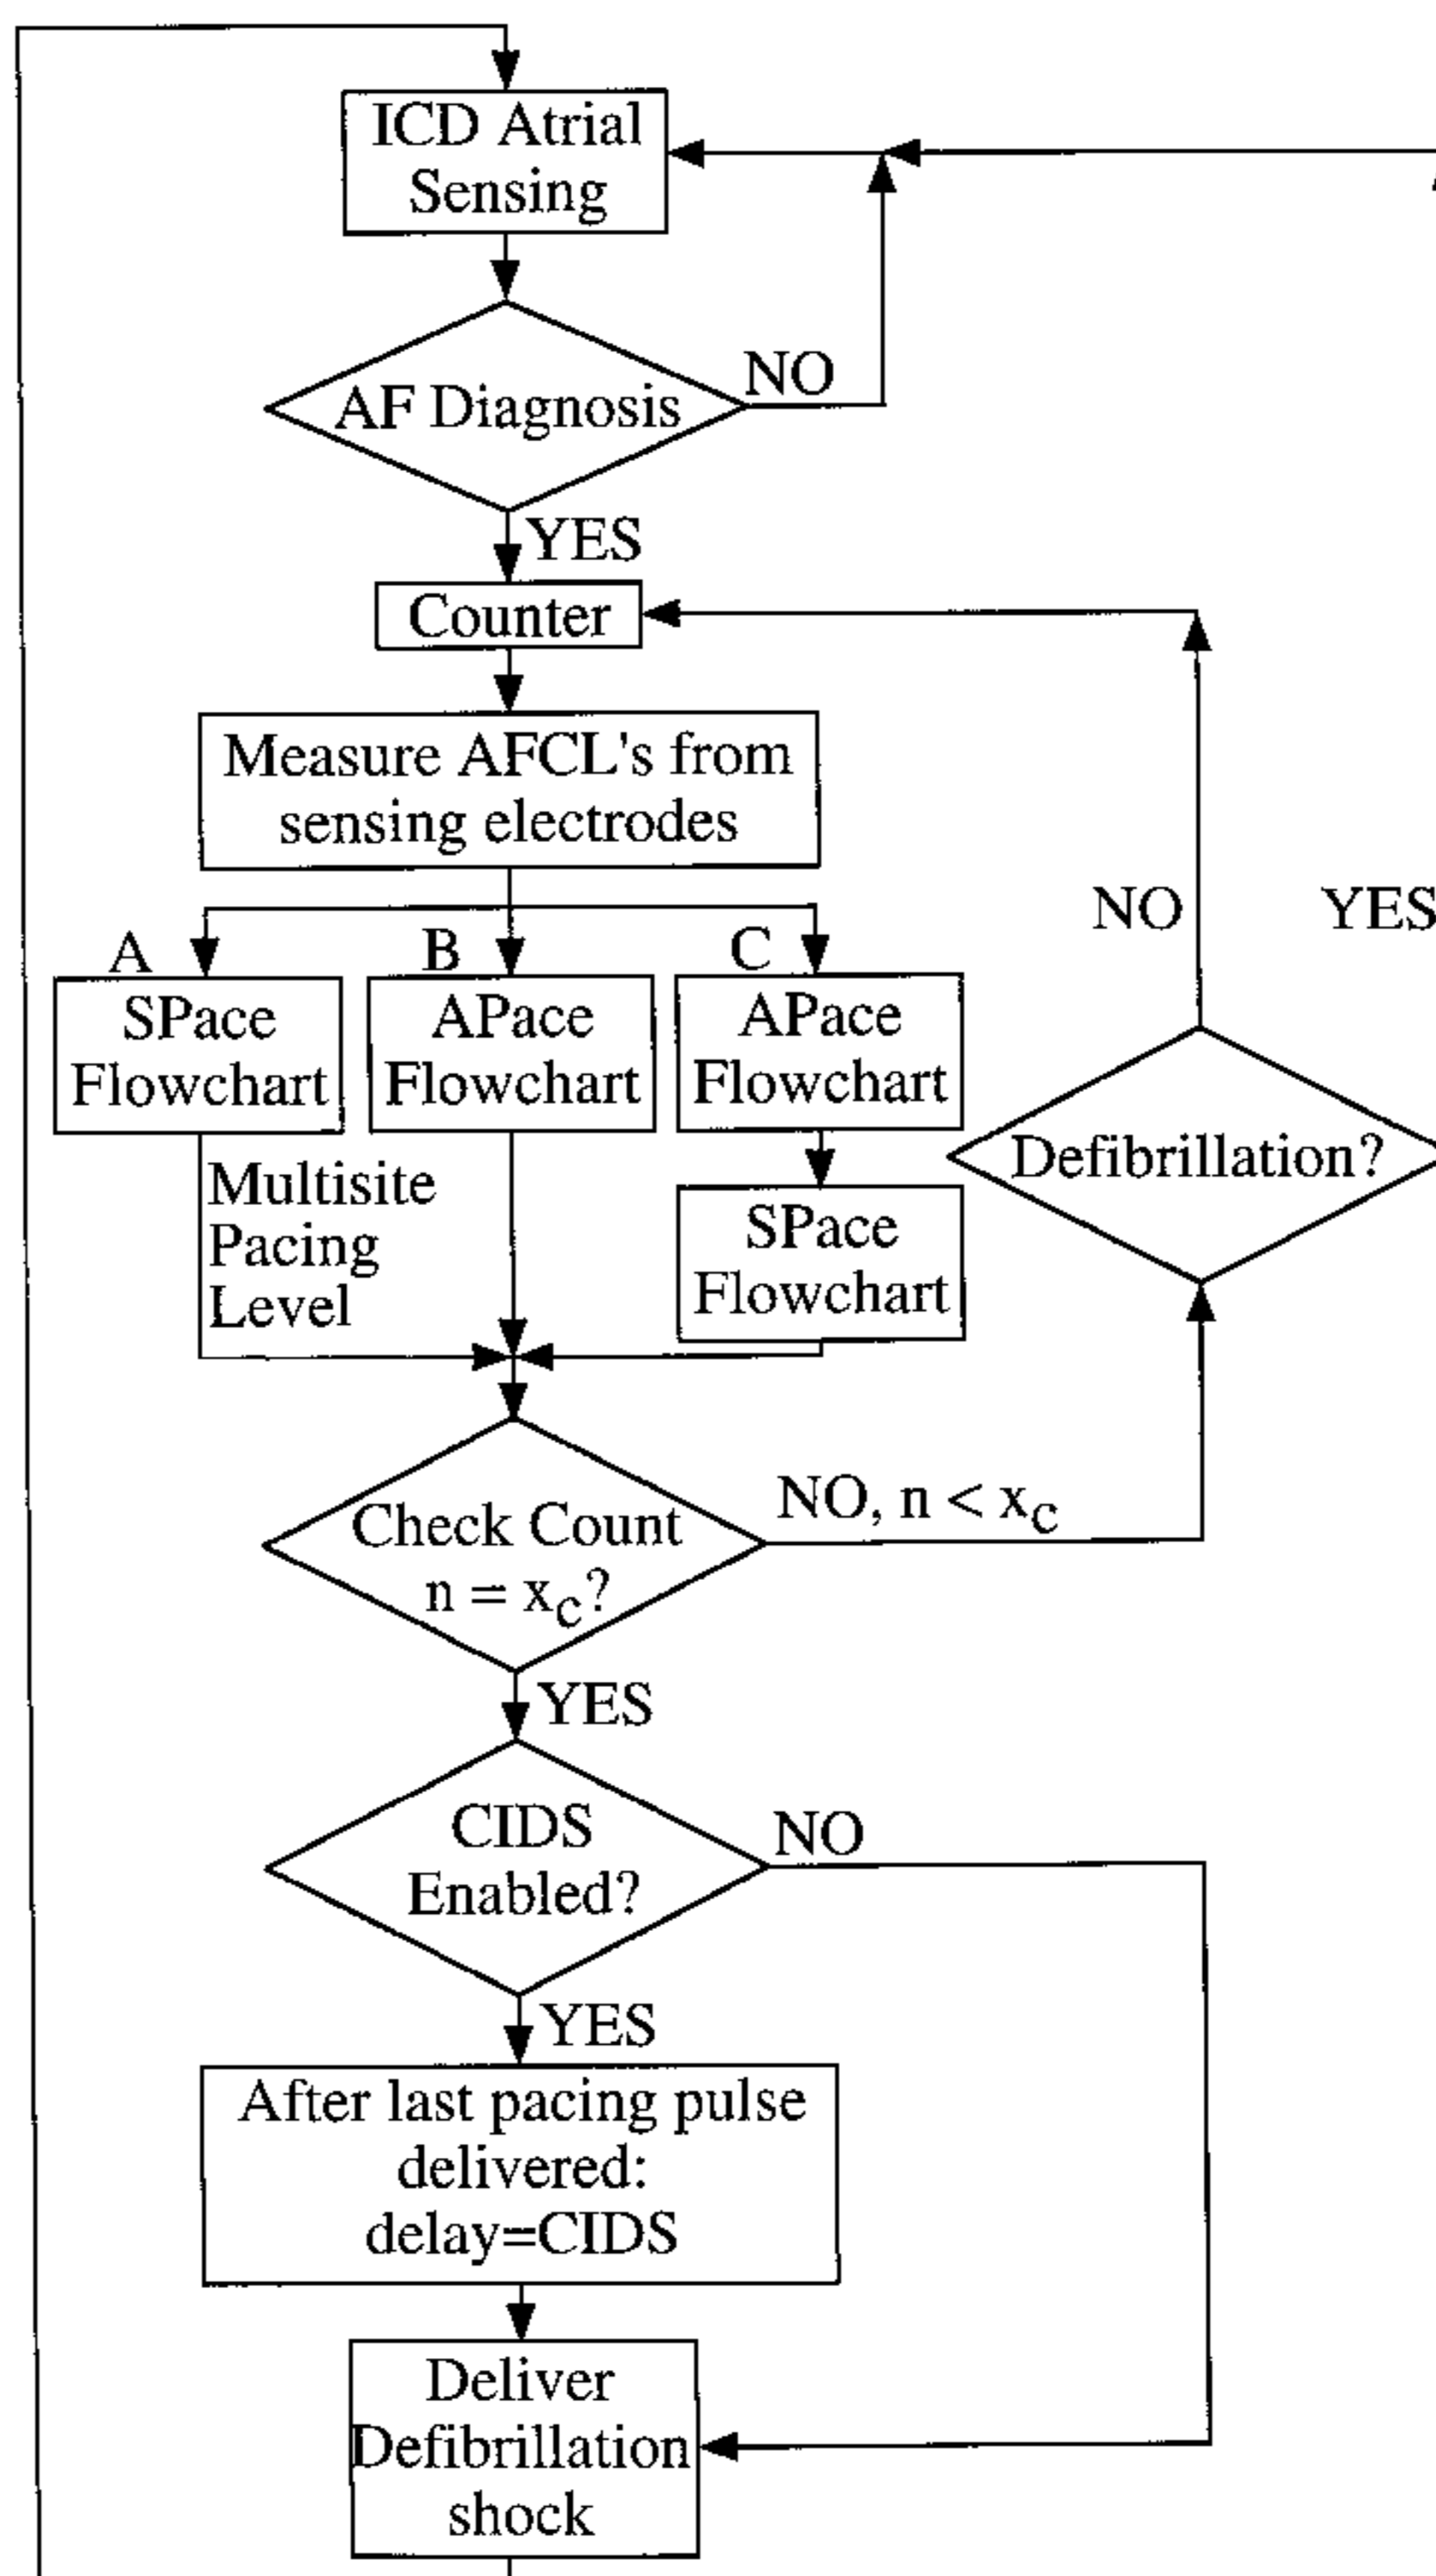 ICD Atrial
Sensing
AF Diagnosis
NO
YES
Counter
Measure AFCL's from
sensing electrodes
A
B
C
SPace
Flowchart
APace
Flowchart
APace
Flowchart
NO
YES
Defibrillation?
Multisite
Pacing
Level
SPace
Flowchart
Check Count
n = xc?
NO, n < xc
YES
CIDS
Enabled?
NO
YES
After last pacing pulse
delivered:
delay=CIDS
Deliver
Defibrillation
shock